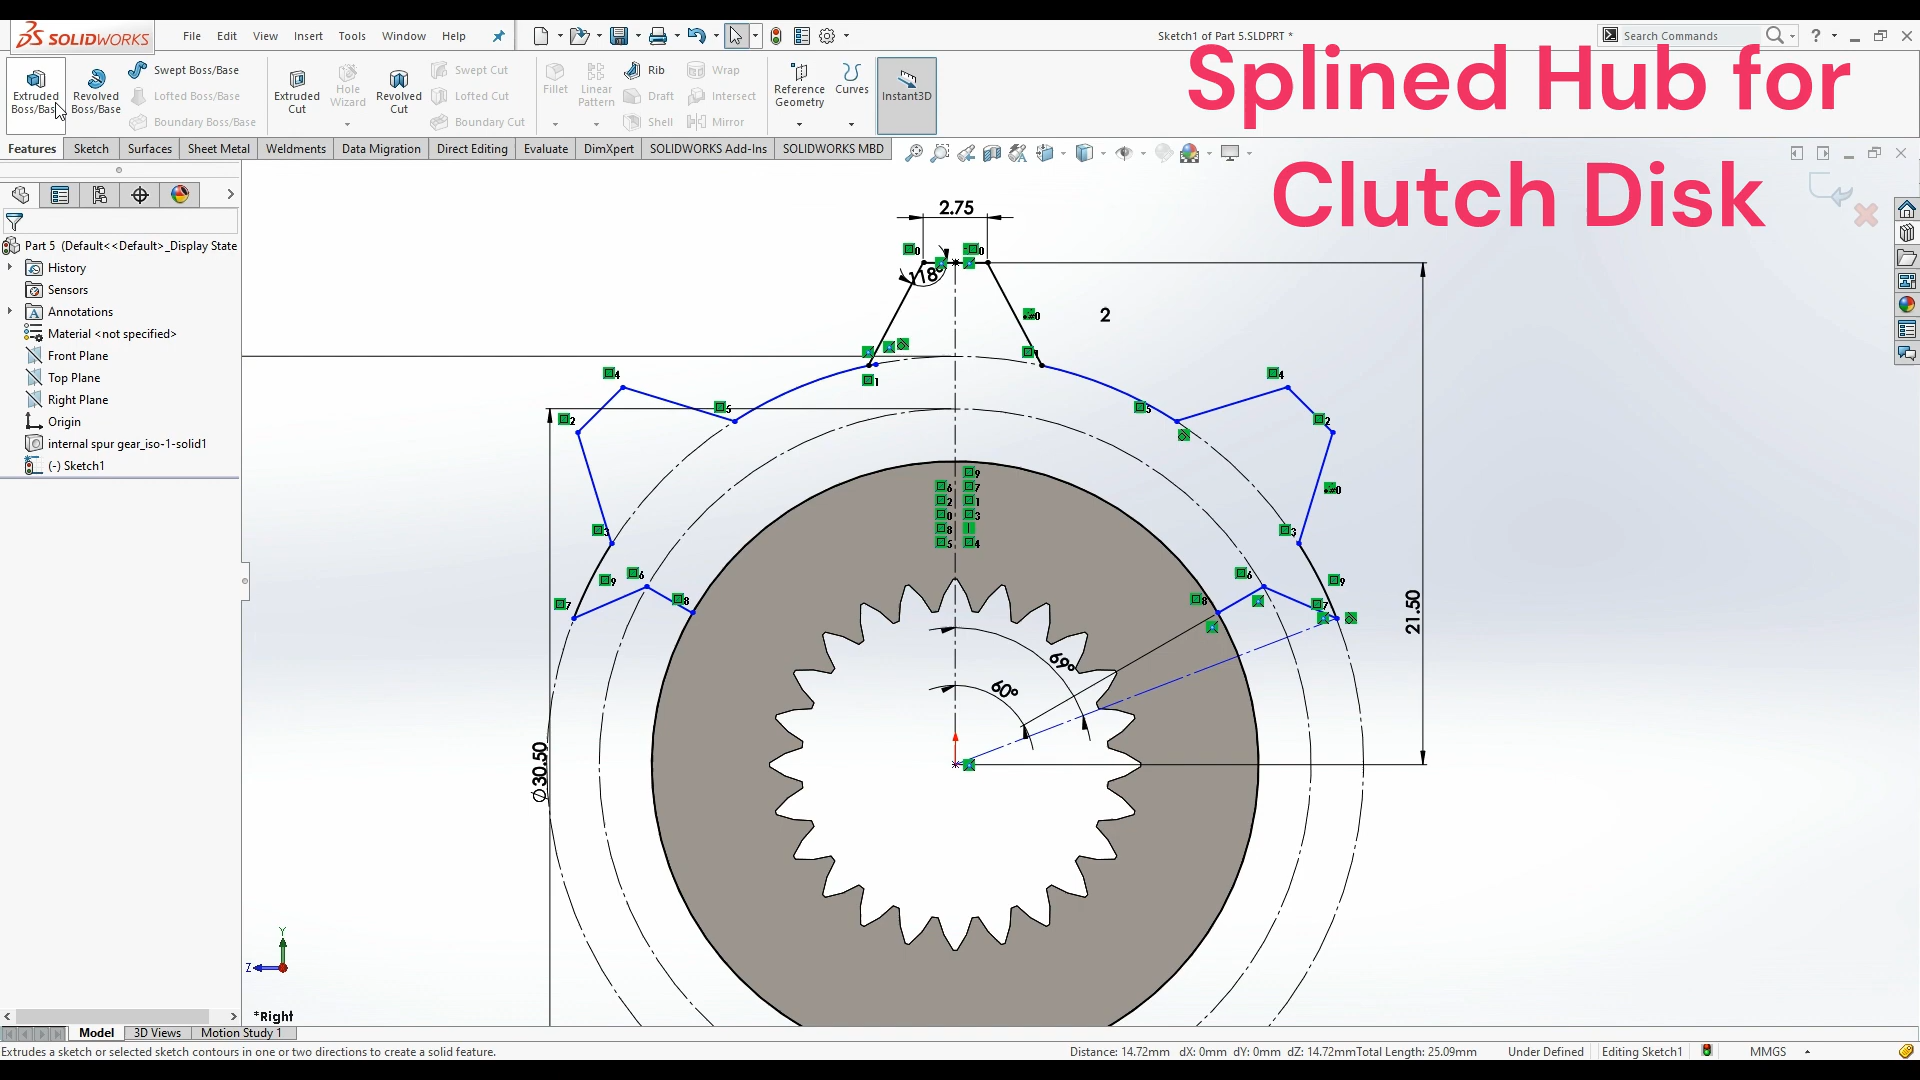 SOLIDWORKS File Edit View Insert Tools Window Help Sketch1 of Part 5.SLDPRT * Search Commands
Splined Hub for
Clutch Disk
Extruded Boss/Base
Revolved Boss/Base
Swept Boss/Base
Lofted Boss/Base
Boundary Boss/Base
Extruded Cut
Hole Wizard
Revolved Cut
Swept Cut
Lofted Cut
Boundary Cut
Fillet
Linear Pattern
Rib
Draft
Shell
Wrap
Intersect
Mirror
Reference Geometry
Curves
Instant3D
Features Sketch Surfaces Sheet Metal Weldments Data Migration Direct Editing Evaluate DimXpert SOLIDWORKS Add-Ins SOLIDWORKS MBD
Part 5 (Default<<Default>_Display State
History
Sensors
Annotations
Material <not specified>
Front Plane
Top Plane
Right Plane
Origin
internal spur gear_iso-1-solid1
(-) Sketch1
2.75
118°
2
21.50
69°
60°
Ø30.50
Y
Z
*Right
Model 3D Views Motion Study 1
Extrudes a sketch or selected sketch contours in one or two directions to create a solid feature. Distance: 14.72mm dX: 0mm dY: 0mm dZ: 14.72mmTotal Length: 25.09mm Under Defined Editing Sketch1 MMGS